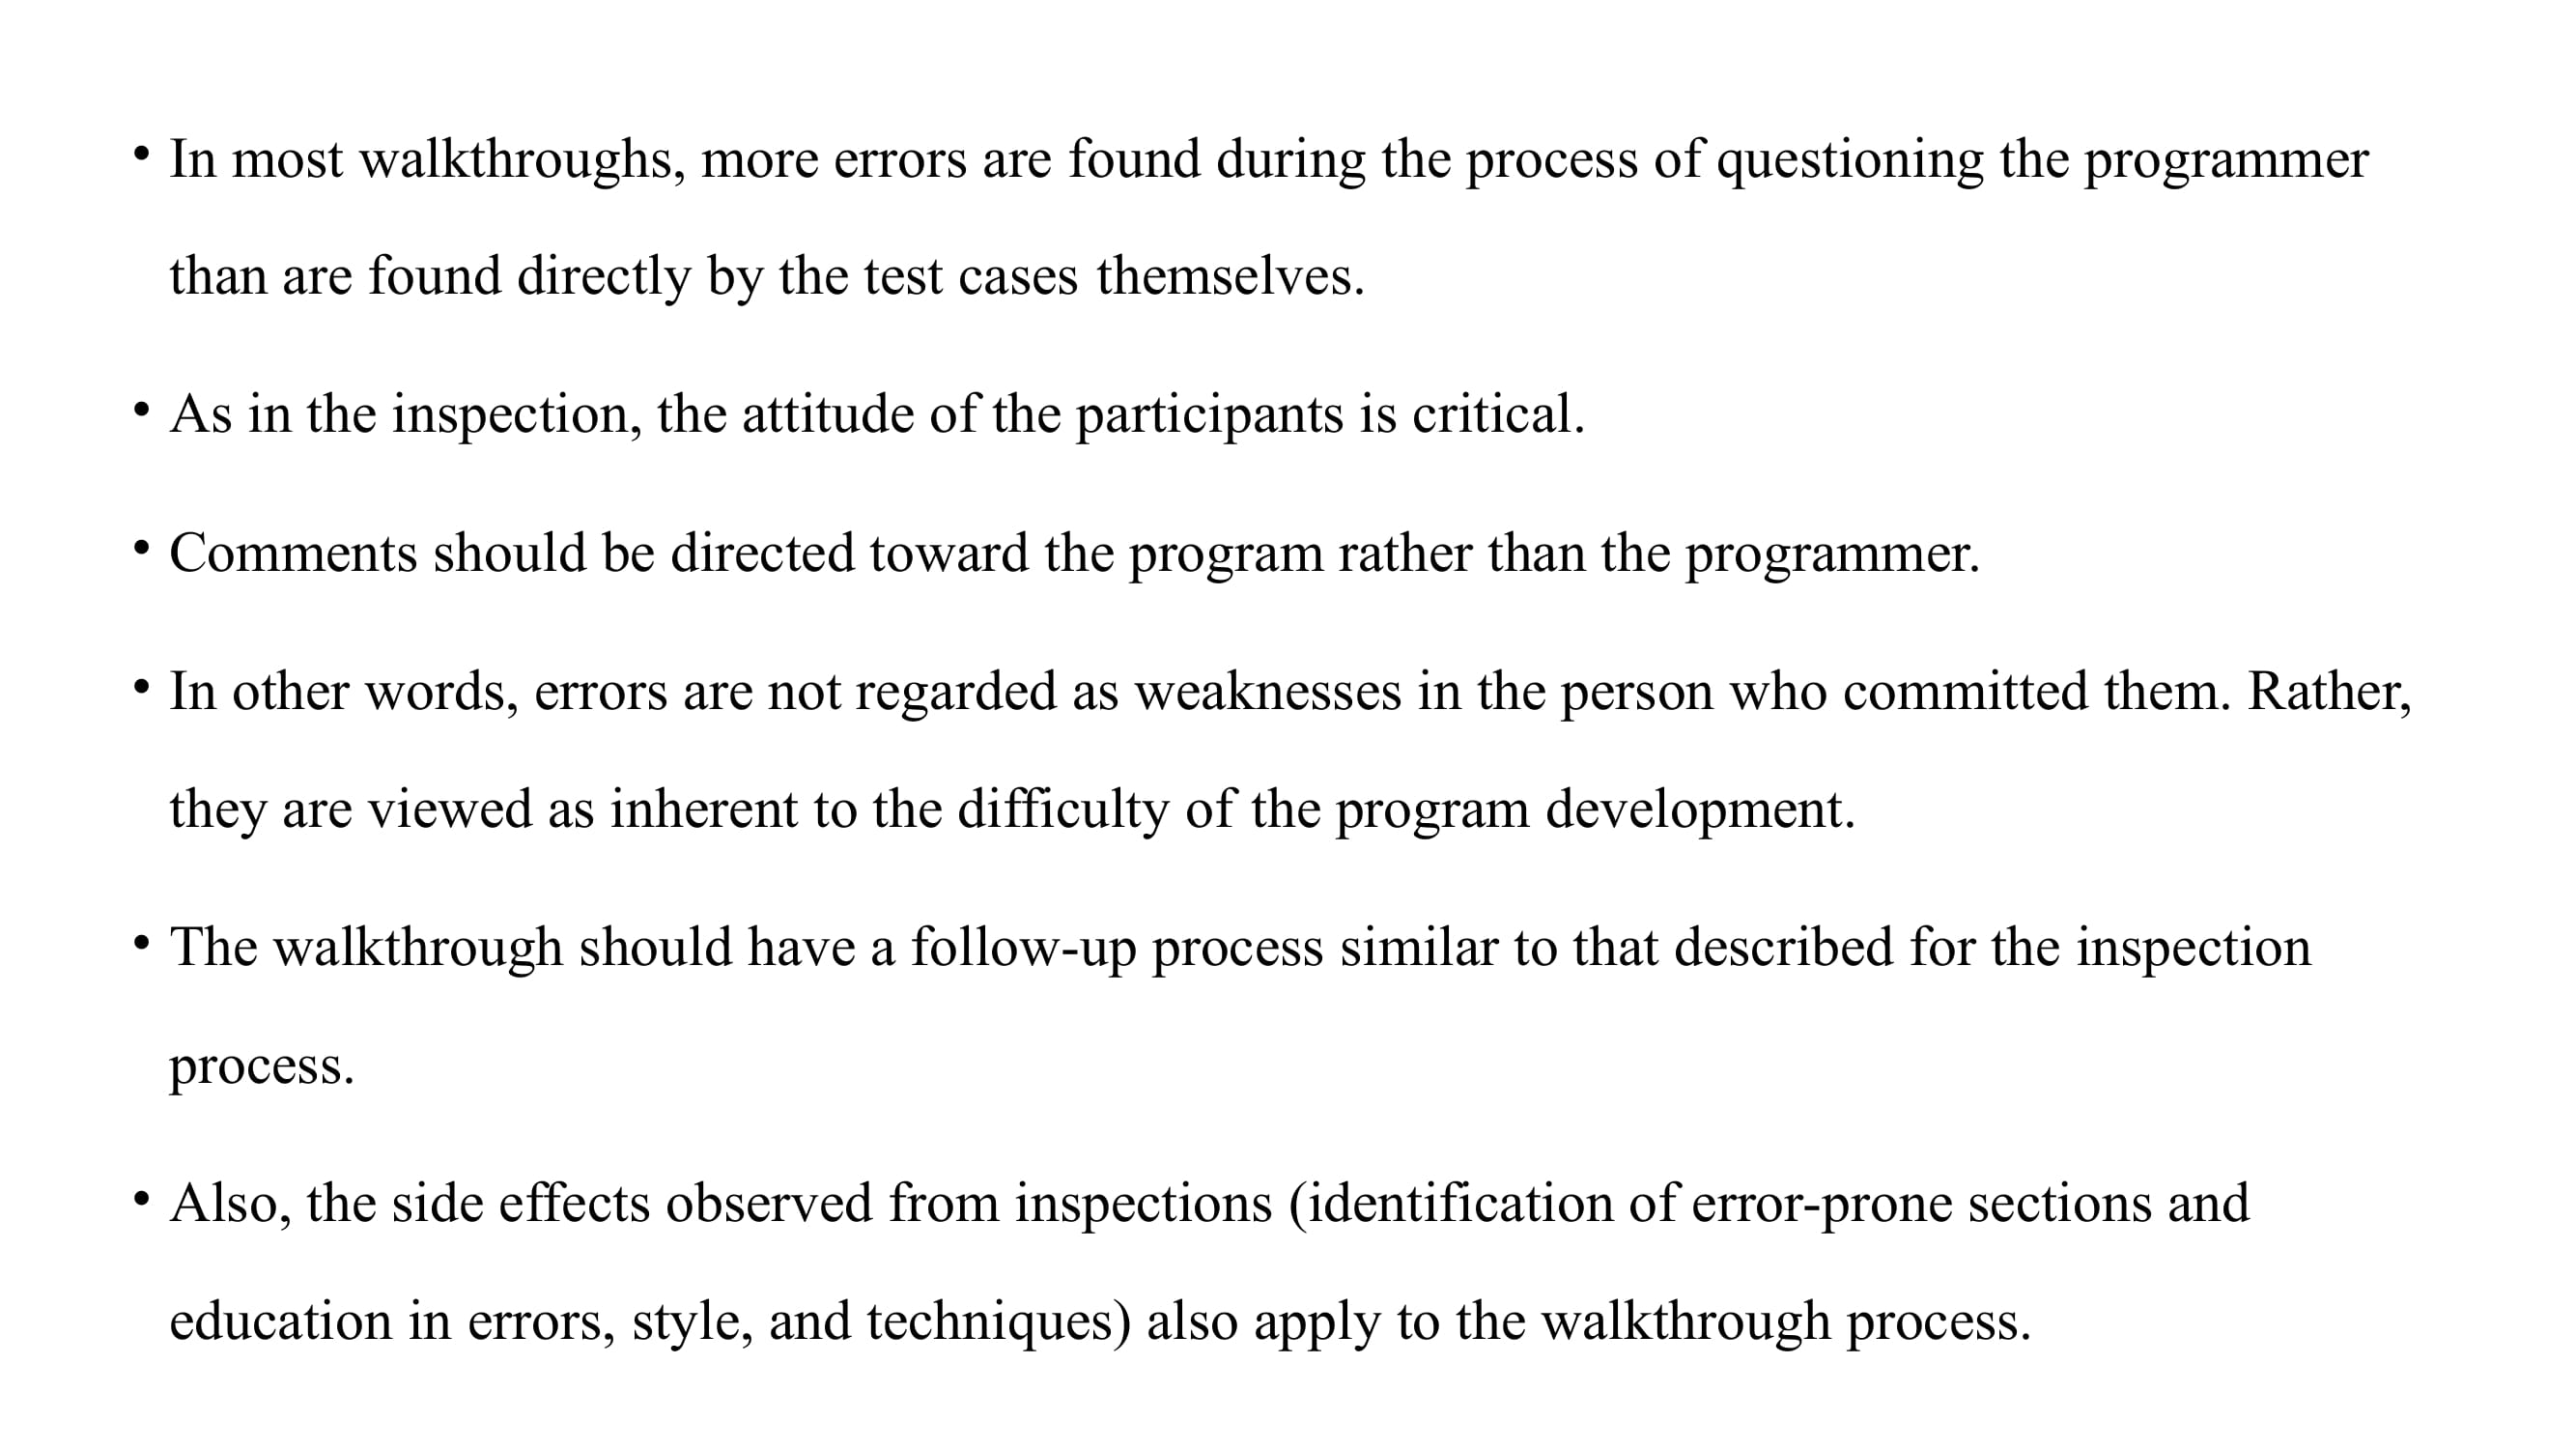 • In most walkthroughs, more errors are found during the process of questioning the programmer
than are found directly by the test cases themselves.
• As in the inspection, the attitude of the participants is critical.
• Comments should be directed toward the program rather than the programmer.
• In other words, errors are not regarded as weaknesses in the person who committed them. Rather,
they are viewed as inherent to the difficulty of the program development.
• The walkthrough should have a follow-up process similar to that described for the inspection
process.
• Also, the side effects observed from inspections (identification of error-prone sections and
education in errors, style, and techniques) also apply to the walkthrough process.